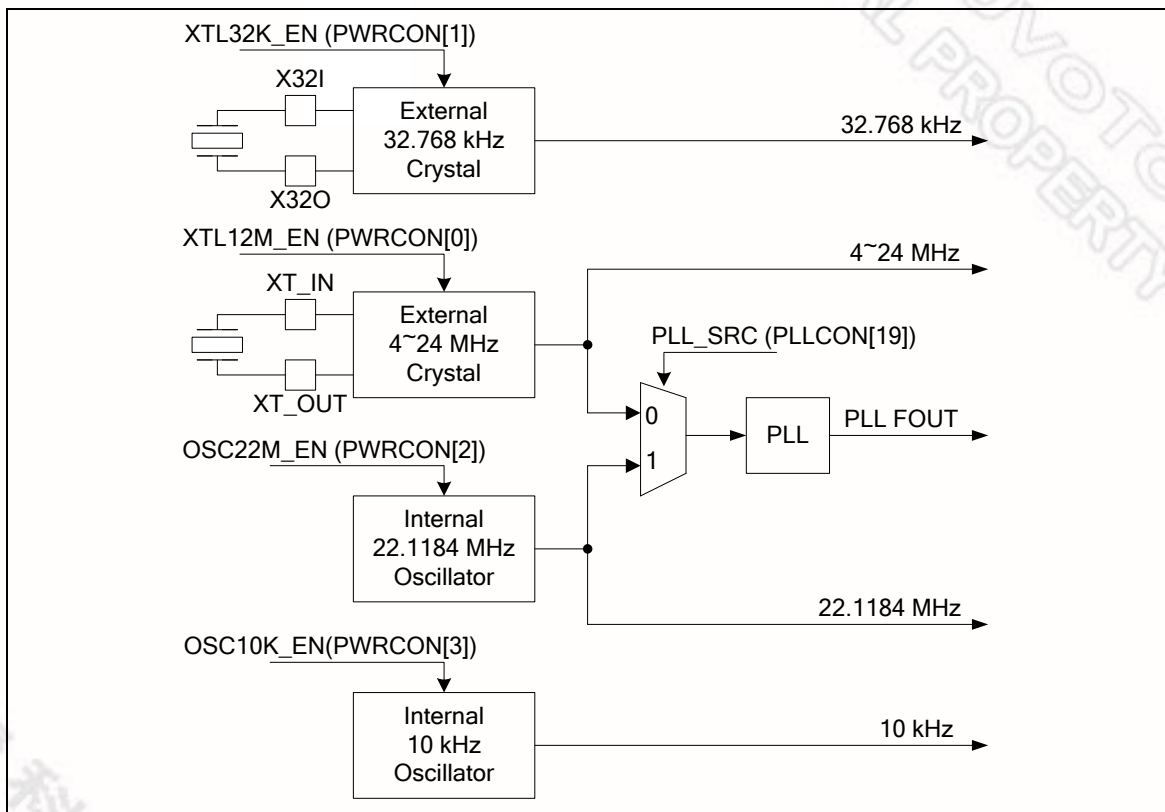 XTL32K_EN (PWRCON[1])
X32I
External
32.768 kHz
Crystal
32.768 kHz
X32O
XTL12M_EN (PWRCON[0])
4~24 MHz
XT_IN
External
4~24 MHz
Crystal
PLL_SRC (PLLCON[19])
XT_OUT
0
1
PLL
PLL FOUT
OSC22M_EN (PWRCON[2])
Internal
22.1184 MHz
Oscillator
22.1184 MHz
OSC10K_EN(PWRCON[3])
Internal
10 kHz
Oscillator
10 kHz
PROPERTY